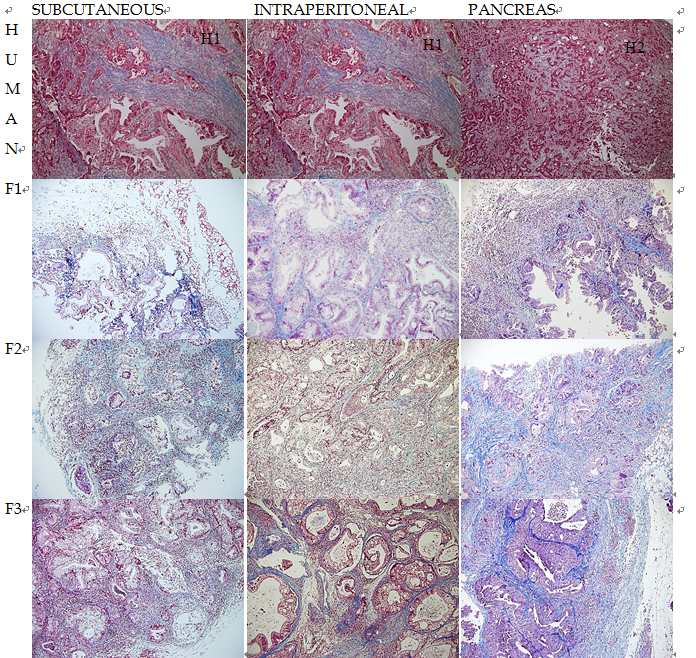 SUBCUTANEOUS INTRAPERITONEAL PANCREAS
H
U
M
A
N
H1
H1
H2
F1
F2
F3